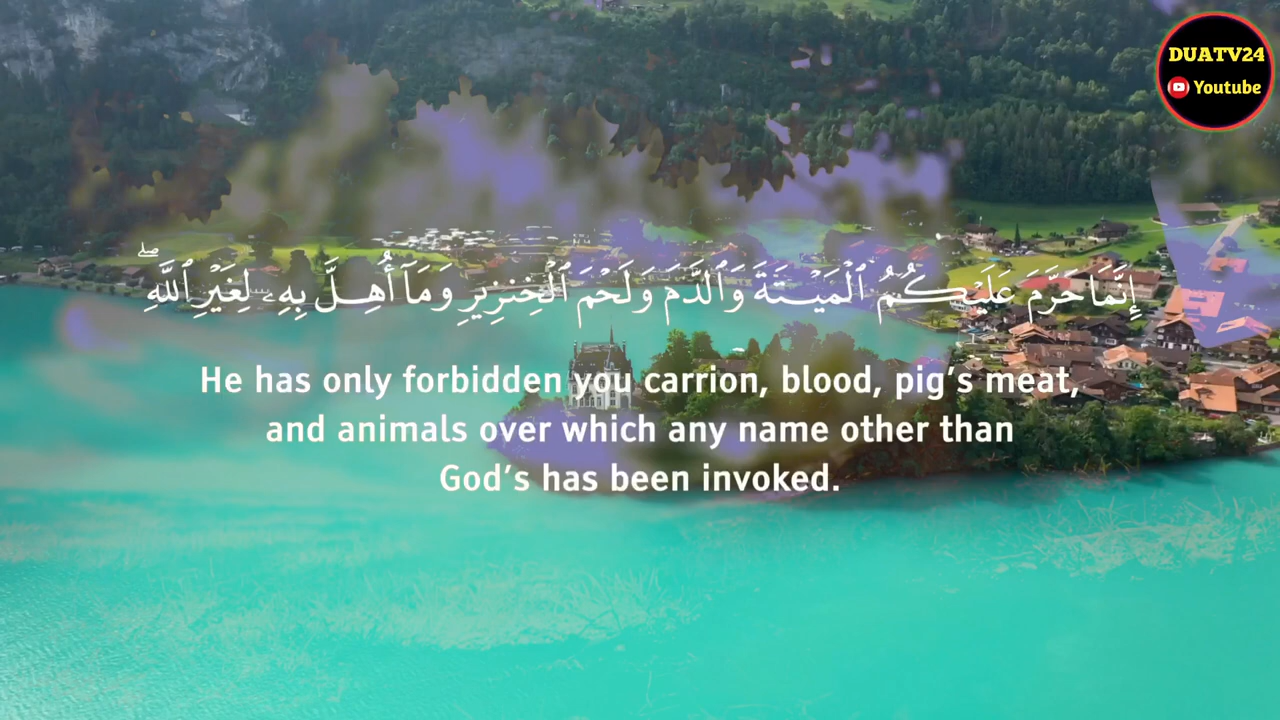 DUATV24
Youtube
إِنَّمَا حَرَّمَ عَلَيۡكُمُ ٱلۡمَيۡتَةَ وَٱلدَّمَ وَلَحۡمَ ٱلۡخِنزِيرِ وَمَآ أُهِلَّ بِهِۦ لِغَيۡرِ ٱللَّهِۖ
He has only forbidden you carrion, blood, pig’s meat,
and animals over which any name other than
God’s has been invoked.